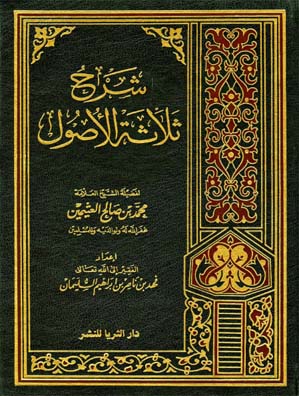 شرح
ثلاثة الأصول
لفضيلة الشيخ العلامة
محمد بن صالح العثيمين
غفر الله له ولوالديه وللمسلمين
إعداد
الفقير إلى الله تعالى
فهد بن ناصر بن إبراهيم السليمان
دار الثريا للنشر